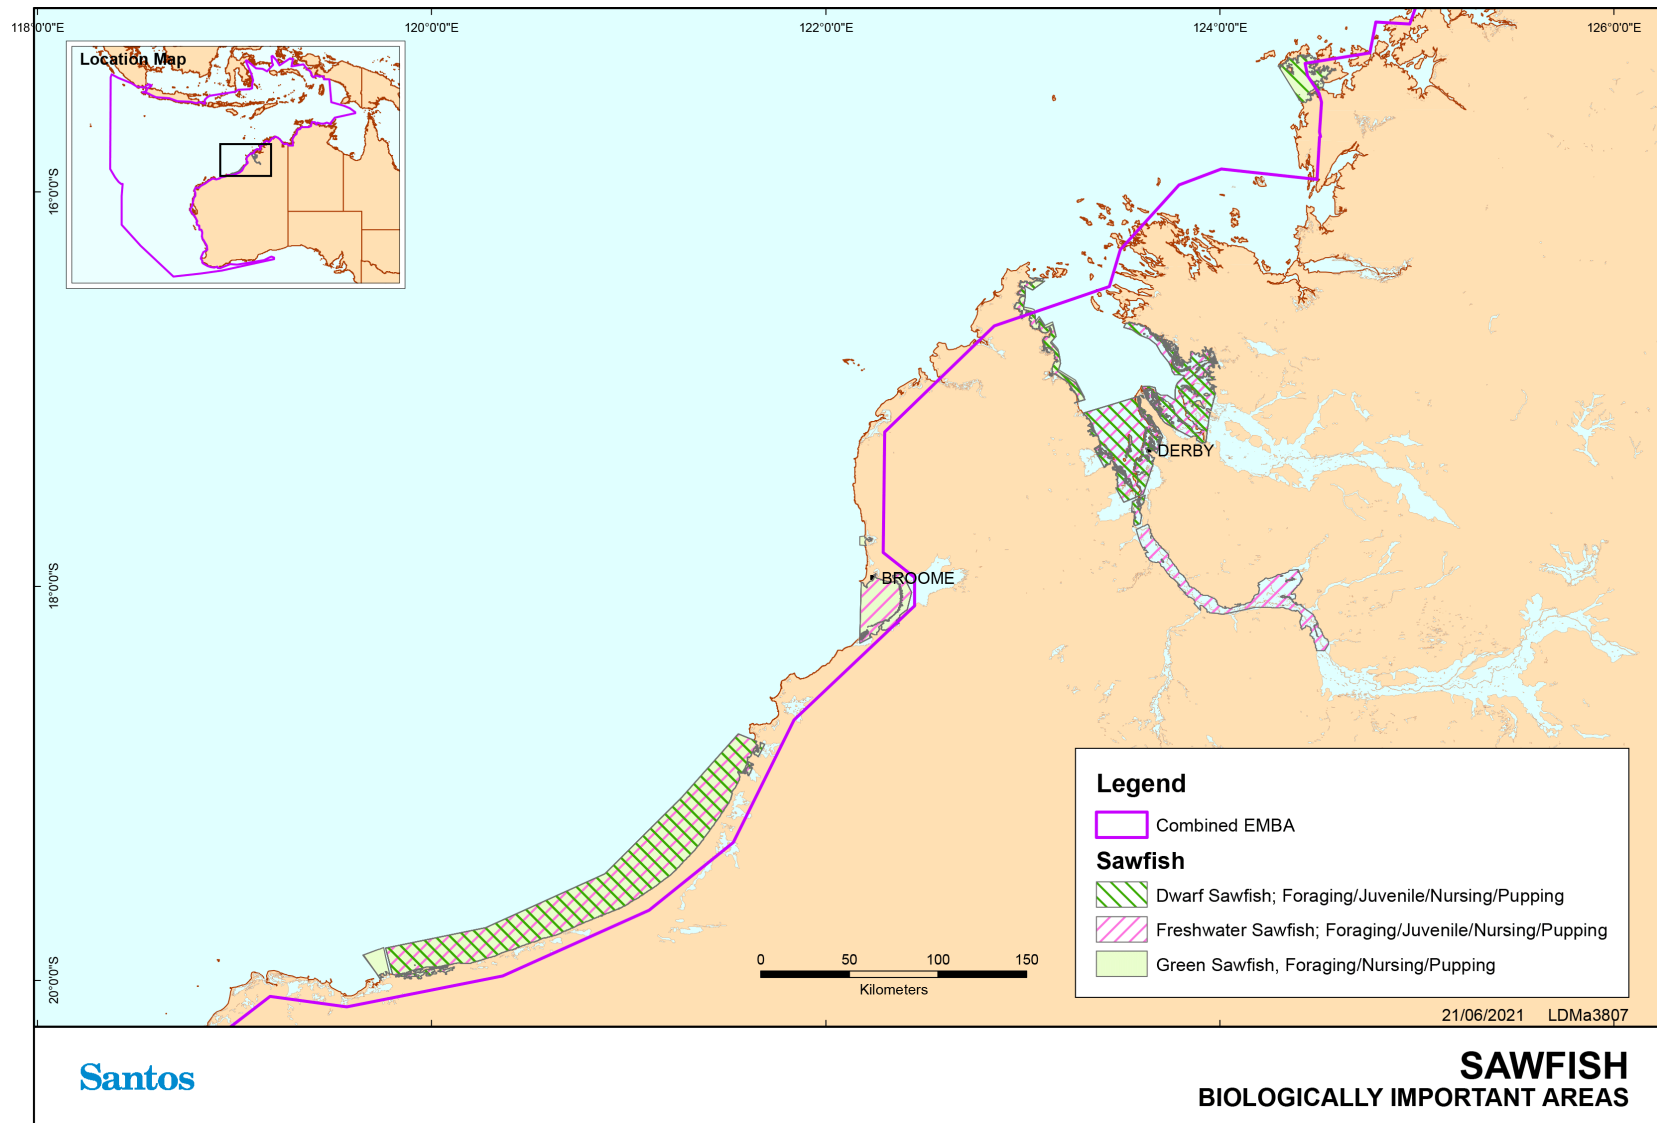 118°0'0"E
120°0'0"E
122°0'0"E
124°0'0"E
126°0'0"E
Location Map
16°0'0"S
18°0'0"S
20°0'0"S
DERBY
BROOME
Legend
Combined EMBA
Sawfish
Dwarf Sawfish; Foraging/Juvenile/Nursing/Pupping
Freshwater Sawfish; Foraging/Juvenile/Nursing/Pupping
Green Sawfish, Foraging/Nursing/Pupping
0 50 100 150
Kilometers
21/06/2021 LDMa3807
Santos
SAWFISH
BIOLOGICALLY IMPORTANT AREAS